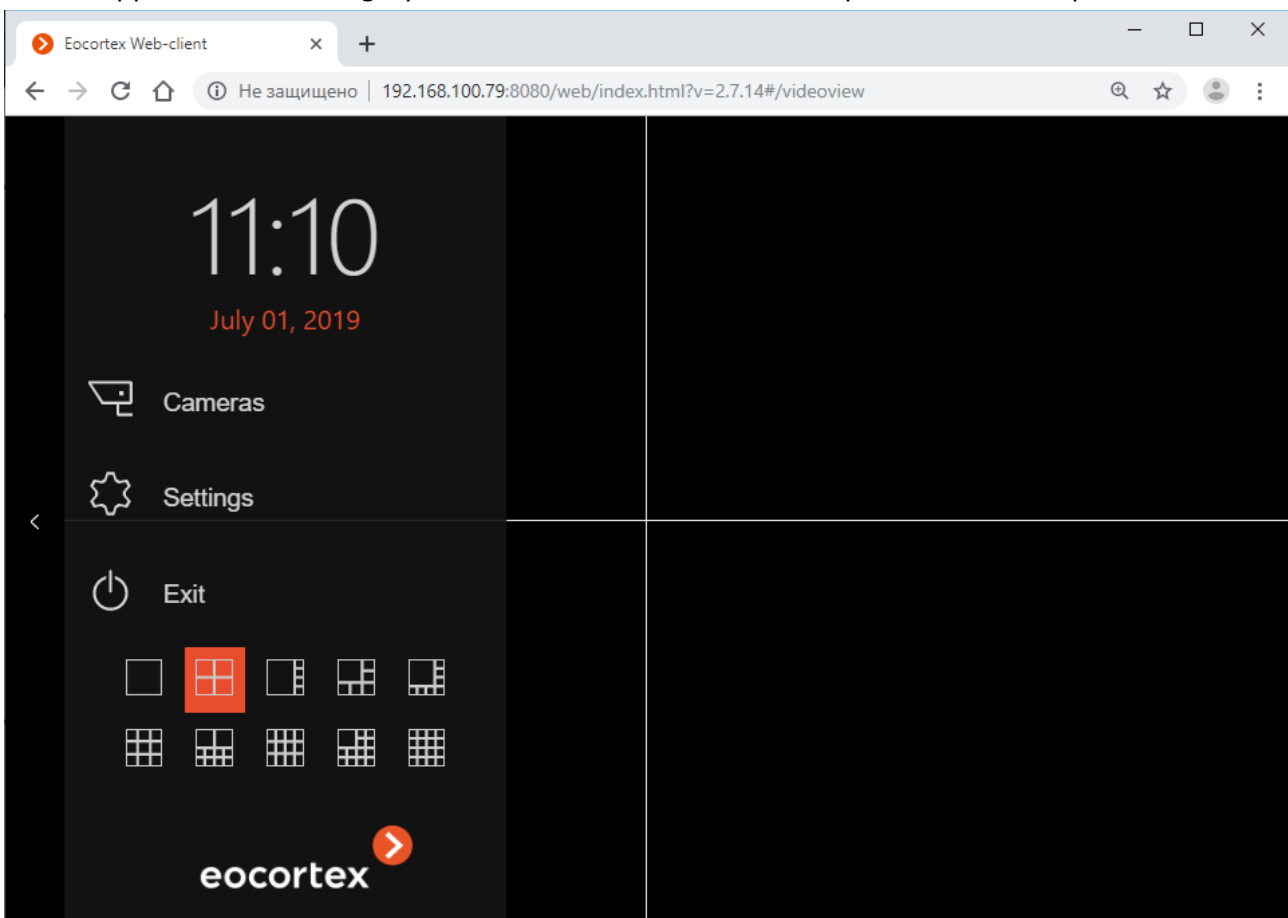 Eocortex Web-client
Не защищено | 192.168.100.79:8080/web/index.html?v=2.7.14#/videoview
11:10
July 01, 2019
Cameras
Settings
Exit
eocortex